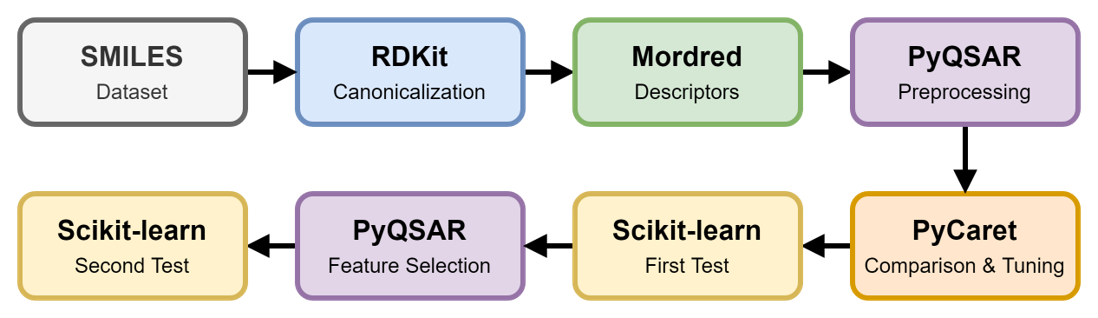 SMILES
Dataset
RDKit
Canonicalization
Mordred
Descriptors
PyQSAR
Preprocessing
Scikit-learn
Second Test
PyQSAR
Feature Selection
Scikit-learn
First Test
PyCaret
Comparison & Tuning